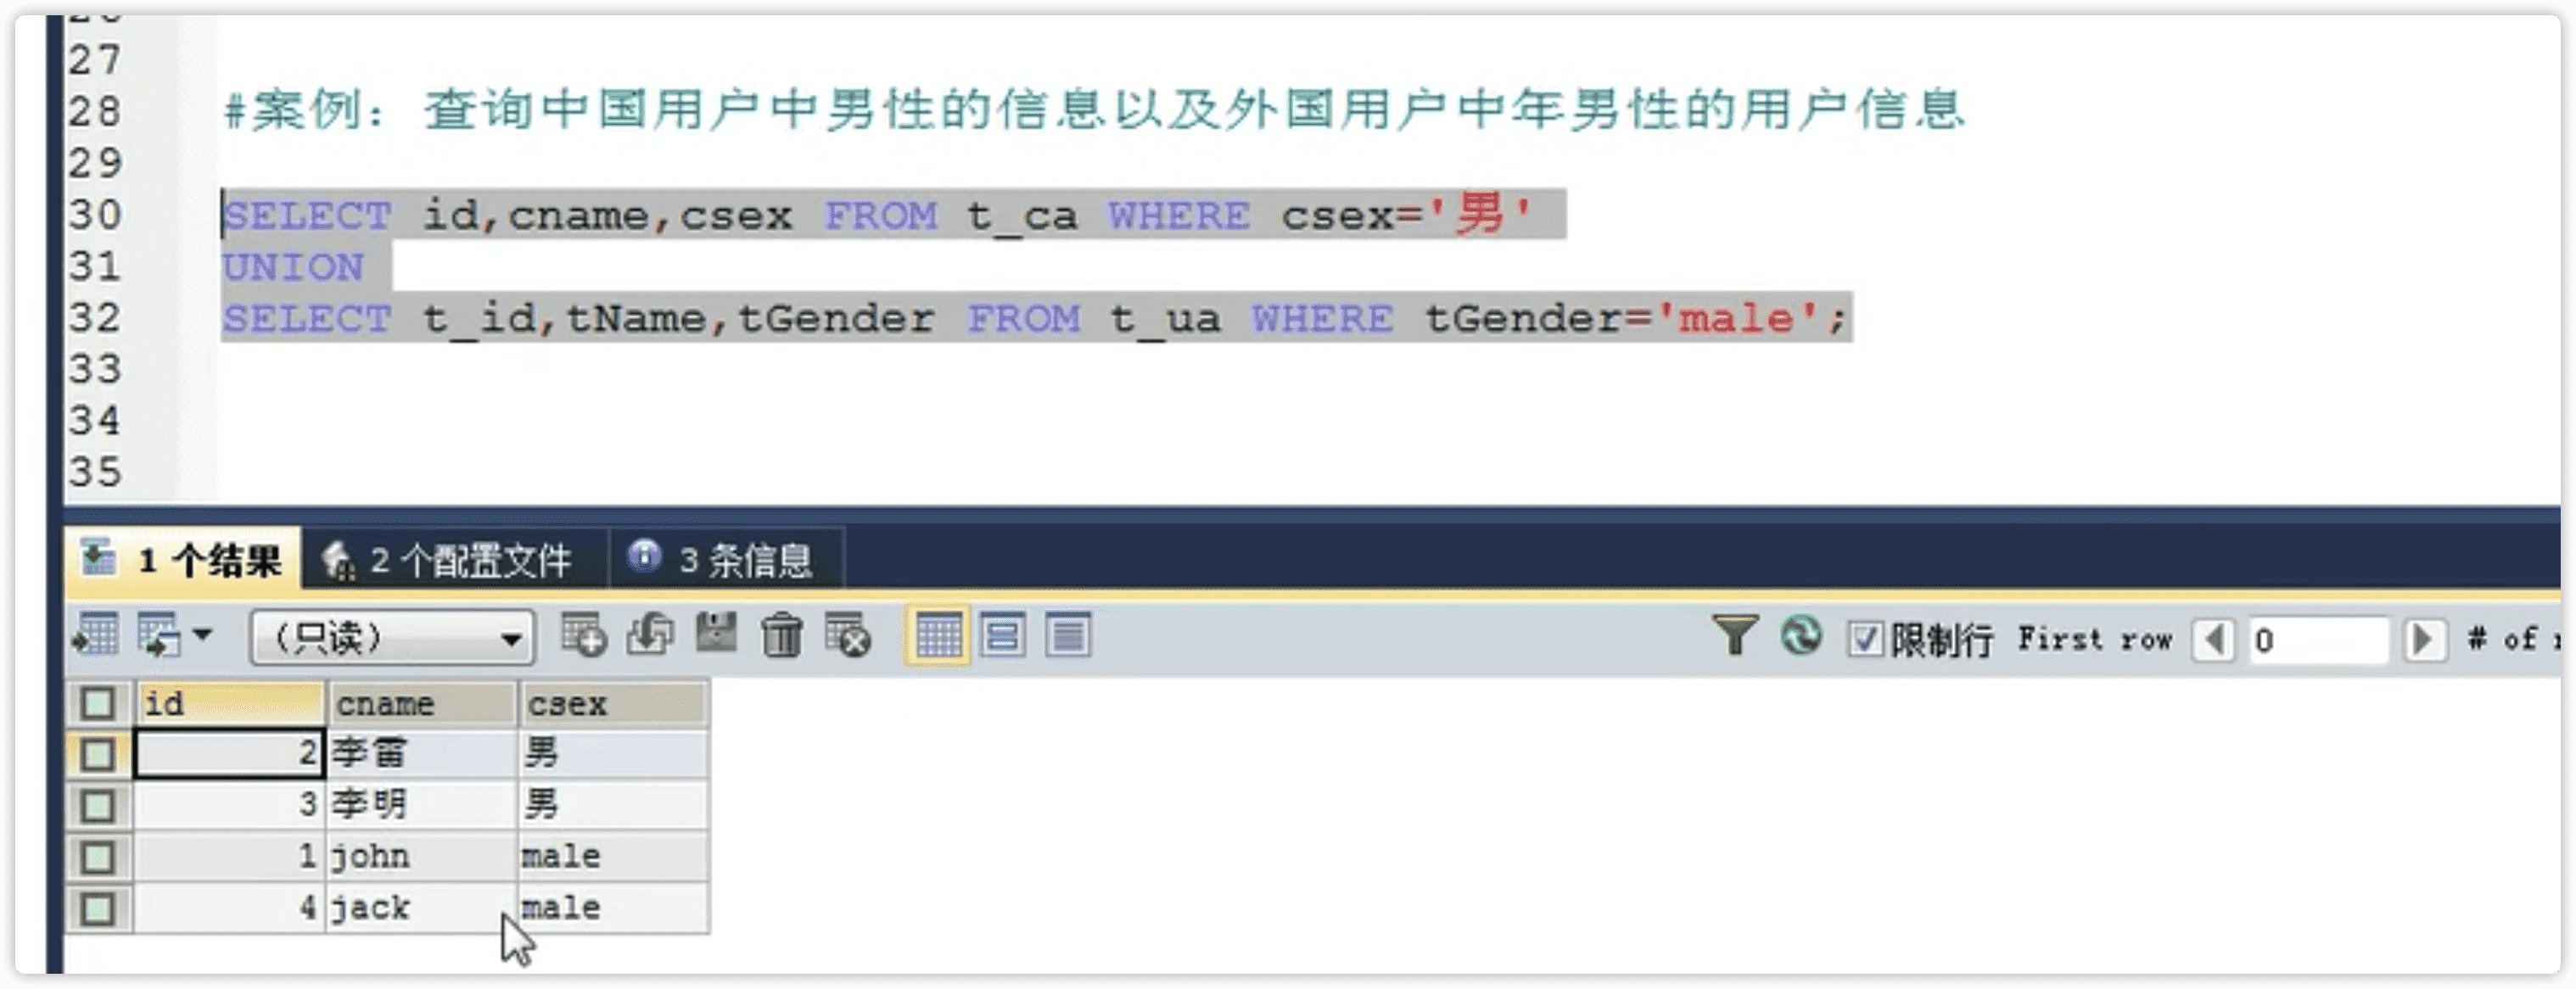 27
28 #案例：查询中国用户中男性的信息以及外国用户中年男性的用户信息
29
30 SELECT id,cname,csex FROM t_ca WHERE csex='男'
31 UNION
32 SELECT t_id,tName,tGender FROM t_ua WHERE tGender='male';
33
34
35
1 个结果 2 个配置文件 3 条信息
（只读） 限制行 First row 0 # of
id cname csex
2 李雷 男
3 李明 男
1 john male
4 jack male